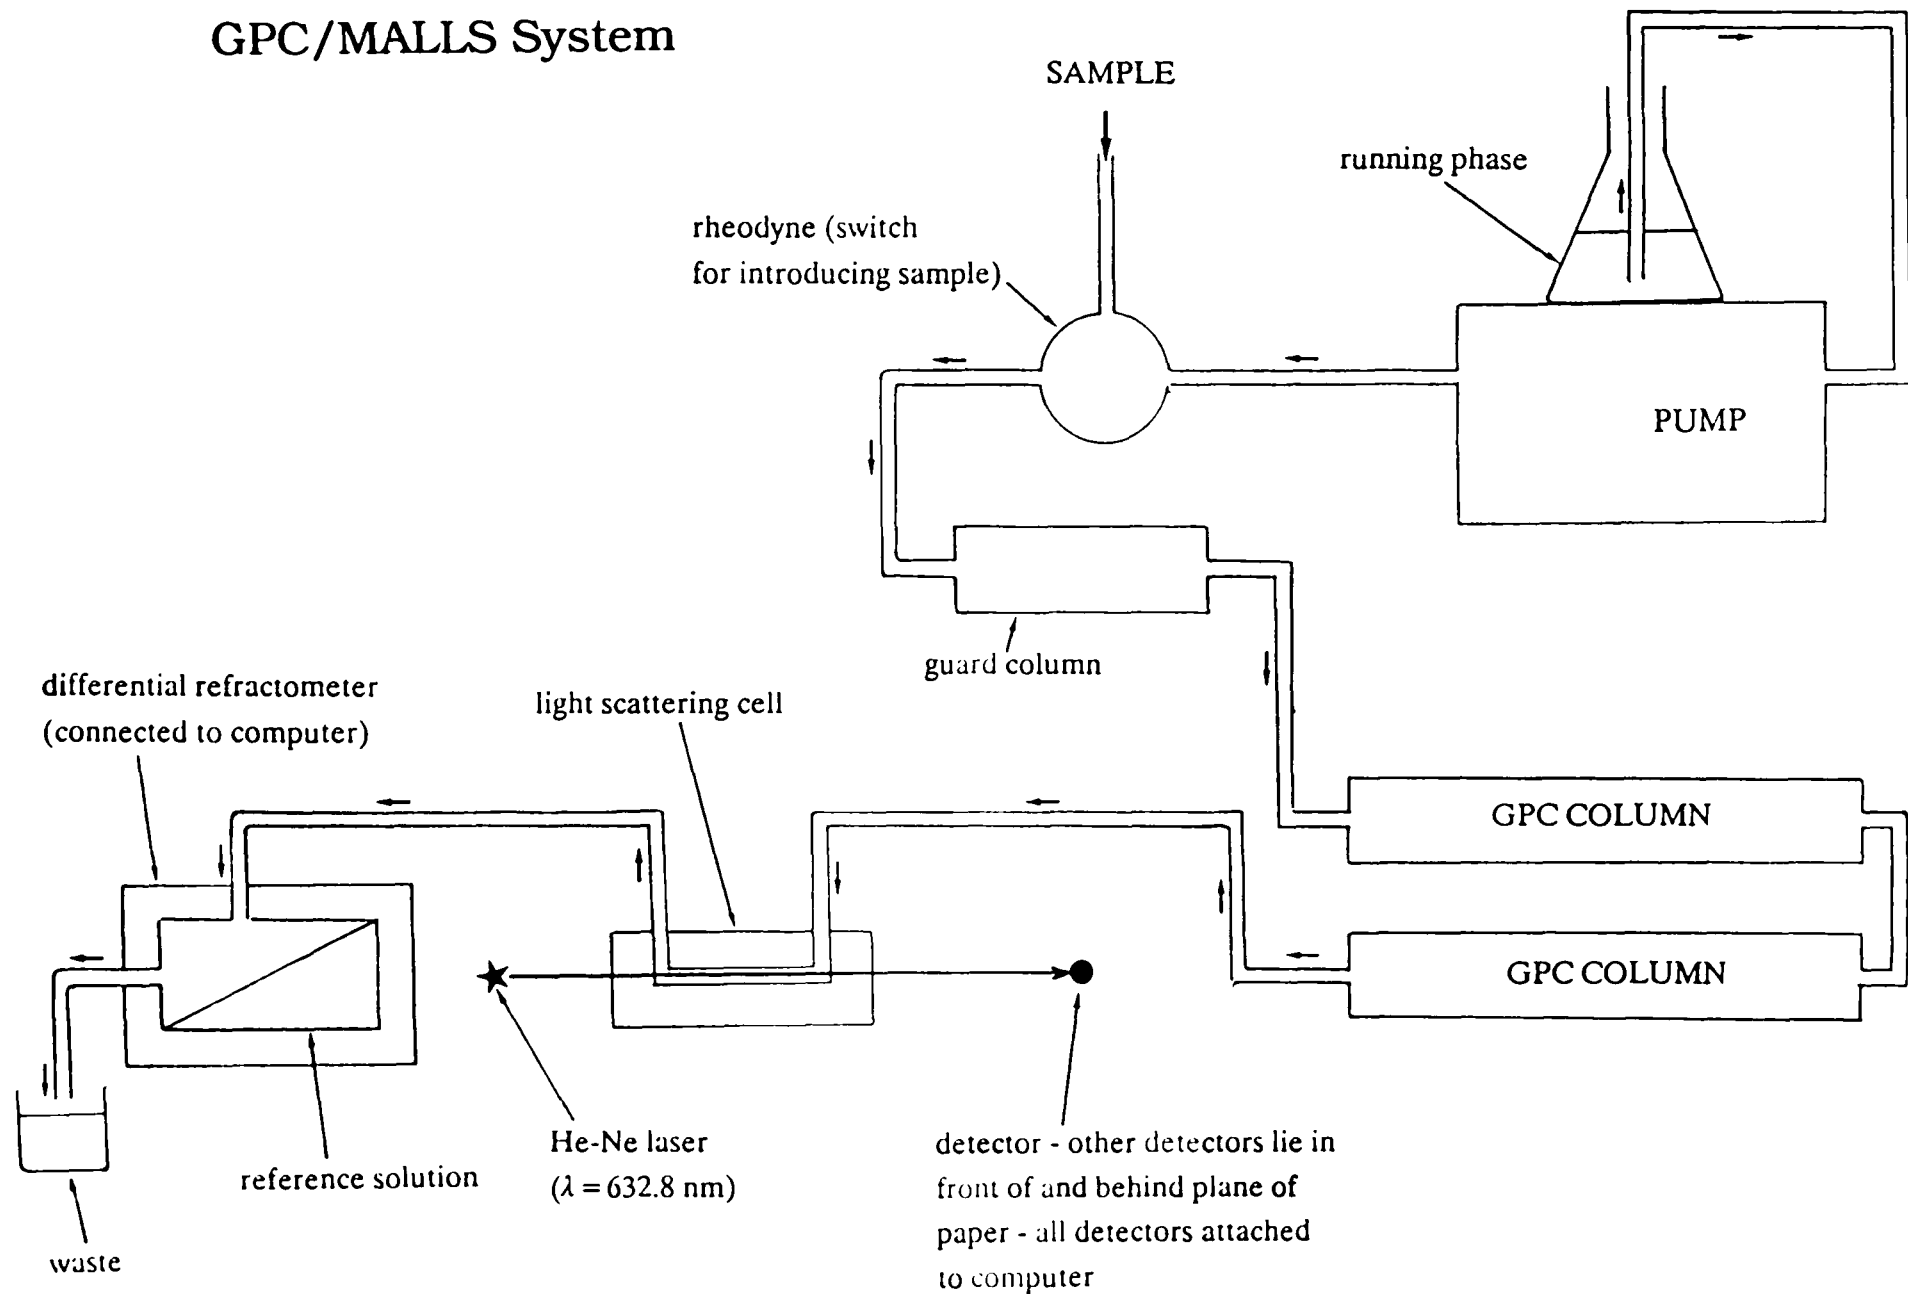 GPC/MALLS System
SAMPLE
running phase
rheodyne (switch
for introducing sample)
PUMP
guard column
differential refractometer
(connected to computer)
light scattering cell
GPC COLUMN
GPC COLUMN
He-Ne laser
(λ = 632.8 nm)
detector - other detectors lie in
front of and behind plane of
paper - all detectors attached
to computer
reference solution
waste